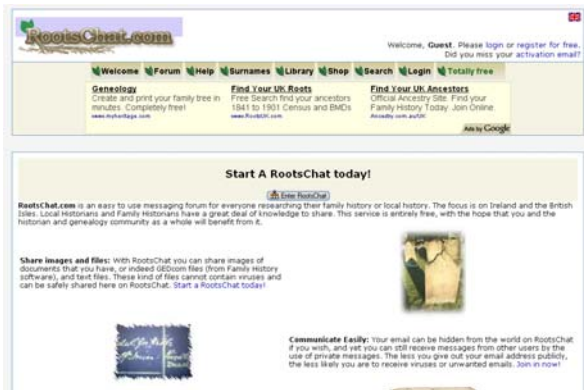 RootsChat.com
Welcome, Guest. Please login or register for free.
Did you miss your activation email?
Welcome Forum Help Surnames Library Shop Search Login Totally free
Geneology
Create and print your family tree in
minutes. Completely free!
www.myheritage.com
Find Your UK Roots
Free Search find your ancestors
1841 to 1901 Census and BMDs
www.RootsUK.com
Find Your UK Ancestors
Official Ancestry Site. Find your
Family History Today. Join Online.
Ancestry.com.au/UK
Ads by Google
Start A RootsChat today!
Enter RootsChat
RootsChat.com is an easy to use messaging forum for everyone researching their family history or local history. The focus is on Ireland and the British
Isles. Local Historians and Family Historians have a great deal of knowledge to share. This service is entirely free, with the hope that you and the
historian and genealogy community as a whole will benefit from it.
Share images and files: With RootsChat you can share images of
documents that you have, or indeed GEDcom files (from Family History
software), and text files. These kind of files cannot contain viruses and
can be safely shared here on RootsChat. Start a RootsChat today!
Communicate Easily: Your email can be hidden from the world on RootsChat
if you wish, and yet you can still receive messages from other users by the
use of private messages. The less you give out your email address publicly,
the less likely you are to receive viruses or unwanted emails. Join in now!